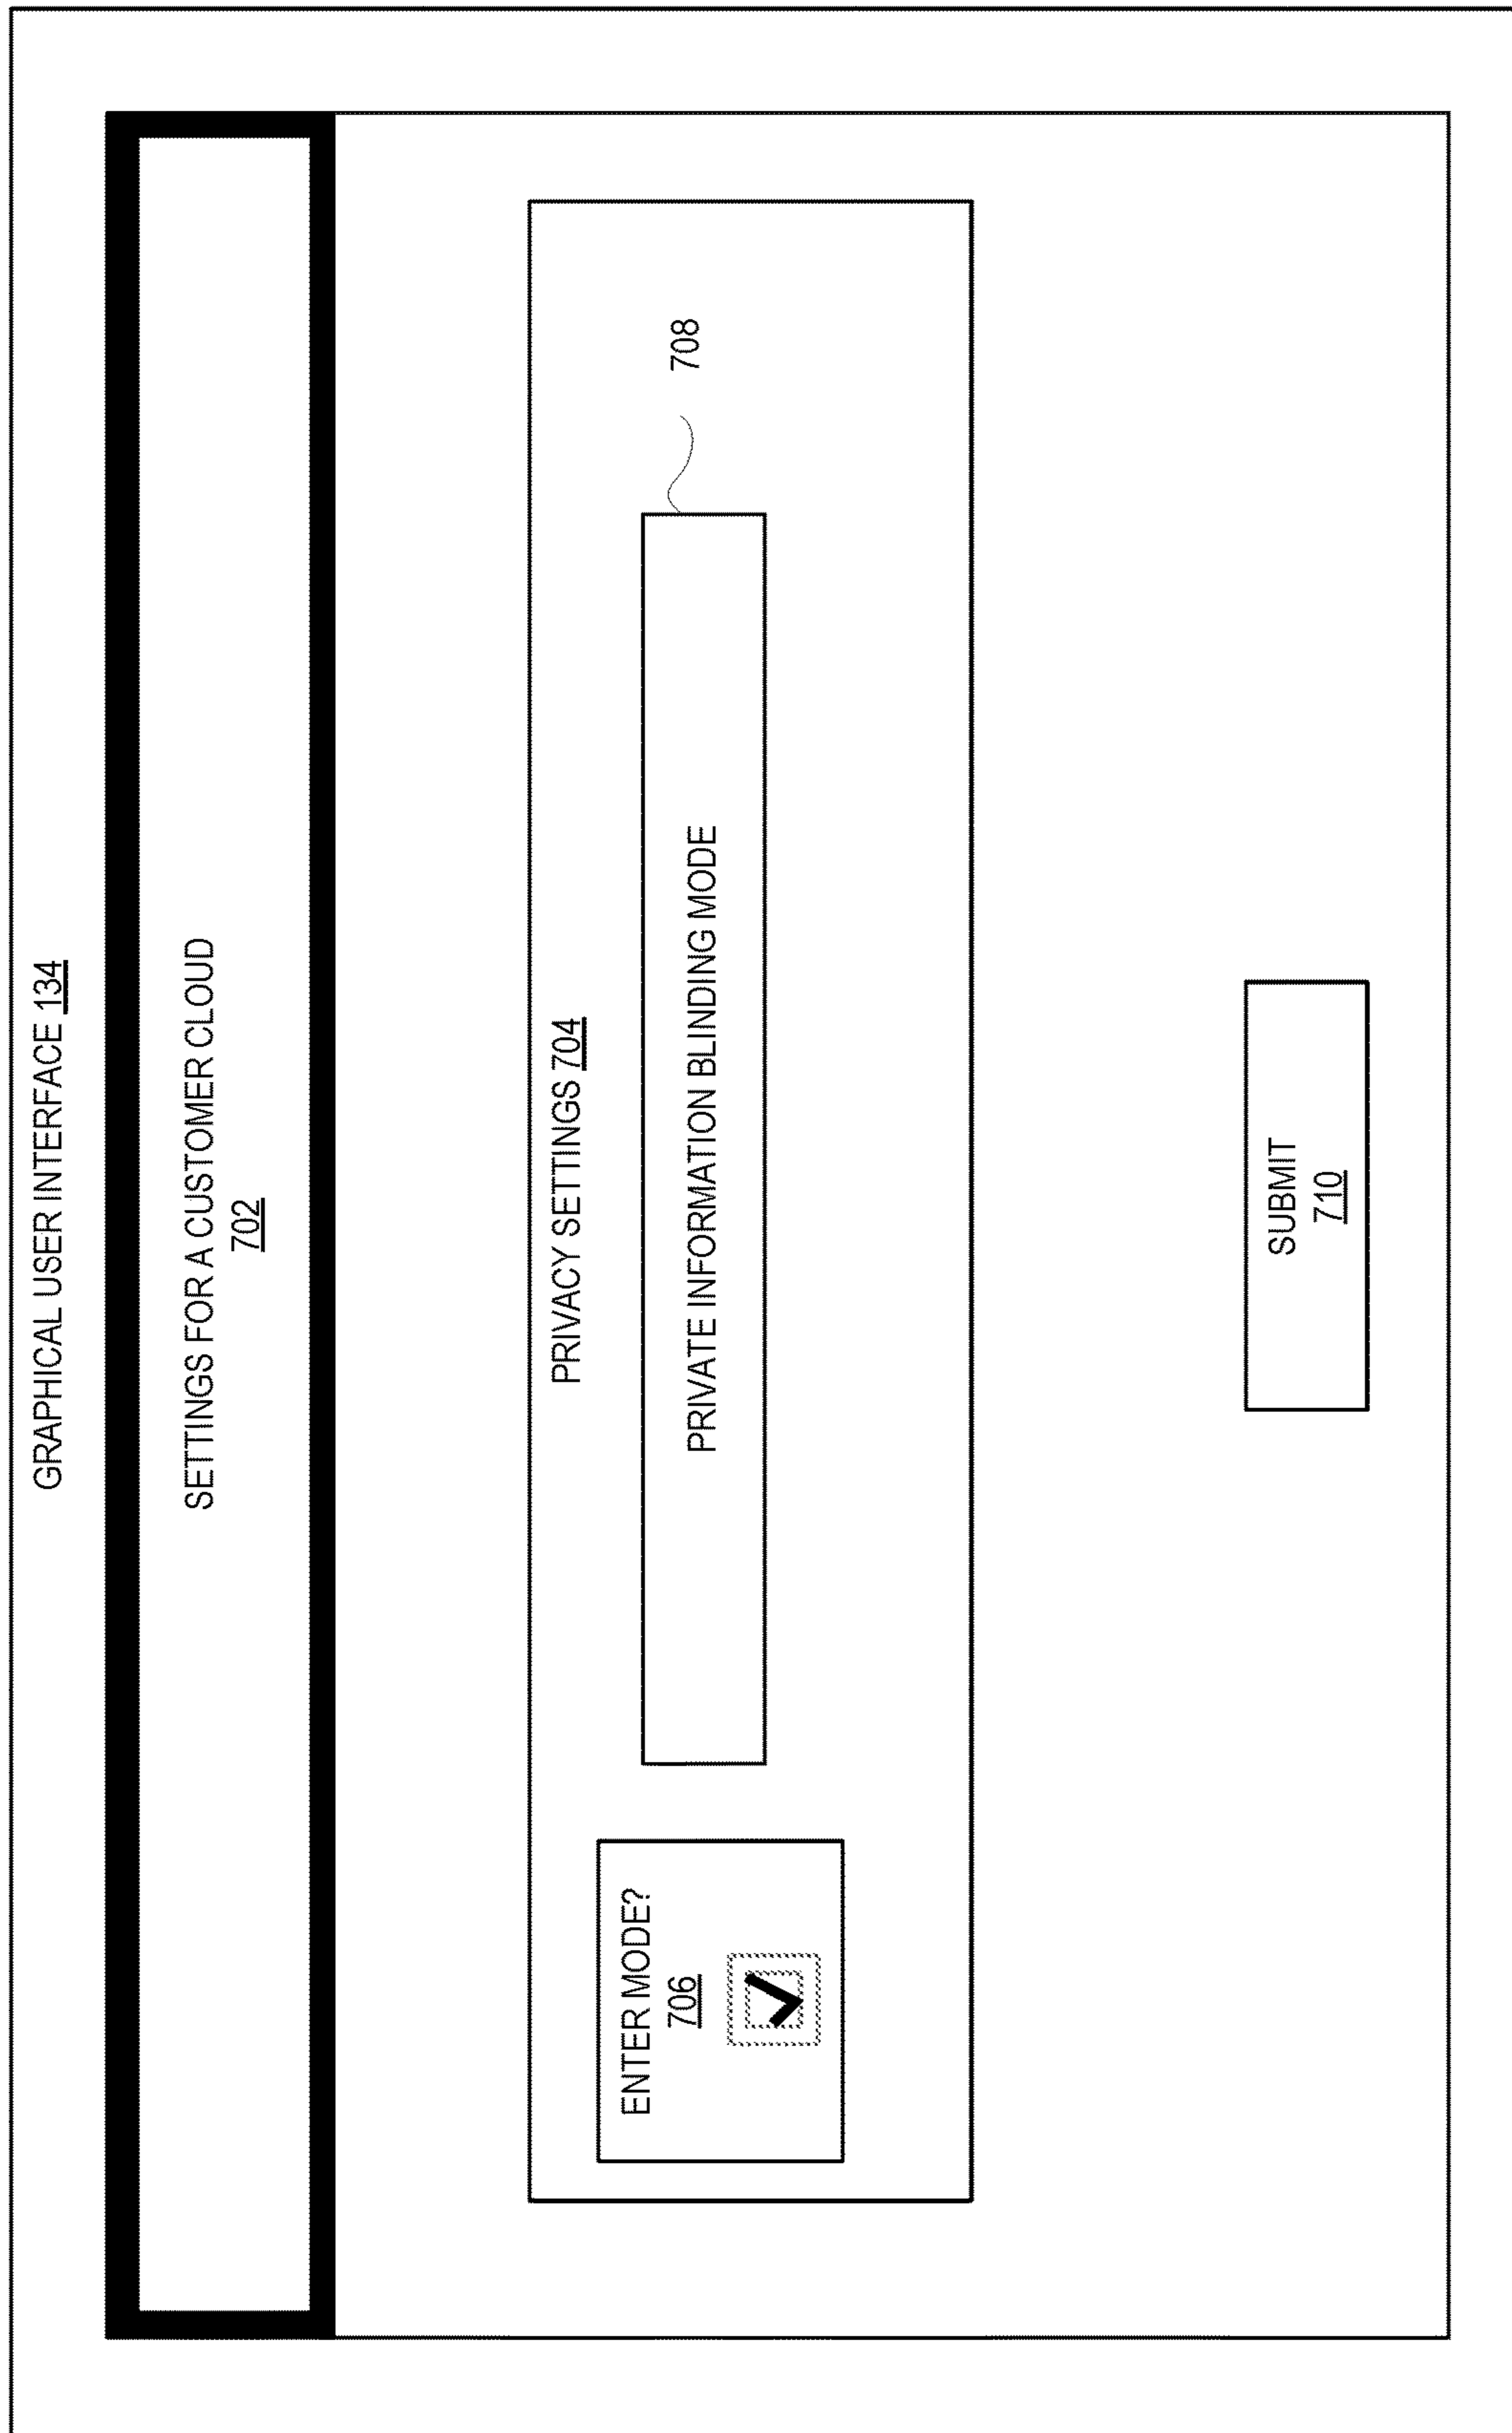 GRAPHICAL USER INTERFACE 134
SETTINGS FOR A CUSTOMER CLOUD
702
PRIVACY SETTINGS 704
ENTER MODE?
706
PRIVATE INFORMATION BLINDING MODE
708
SUBMIT
710